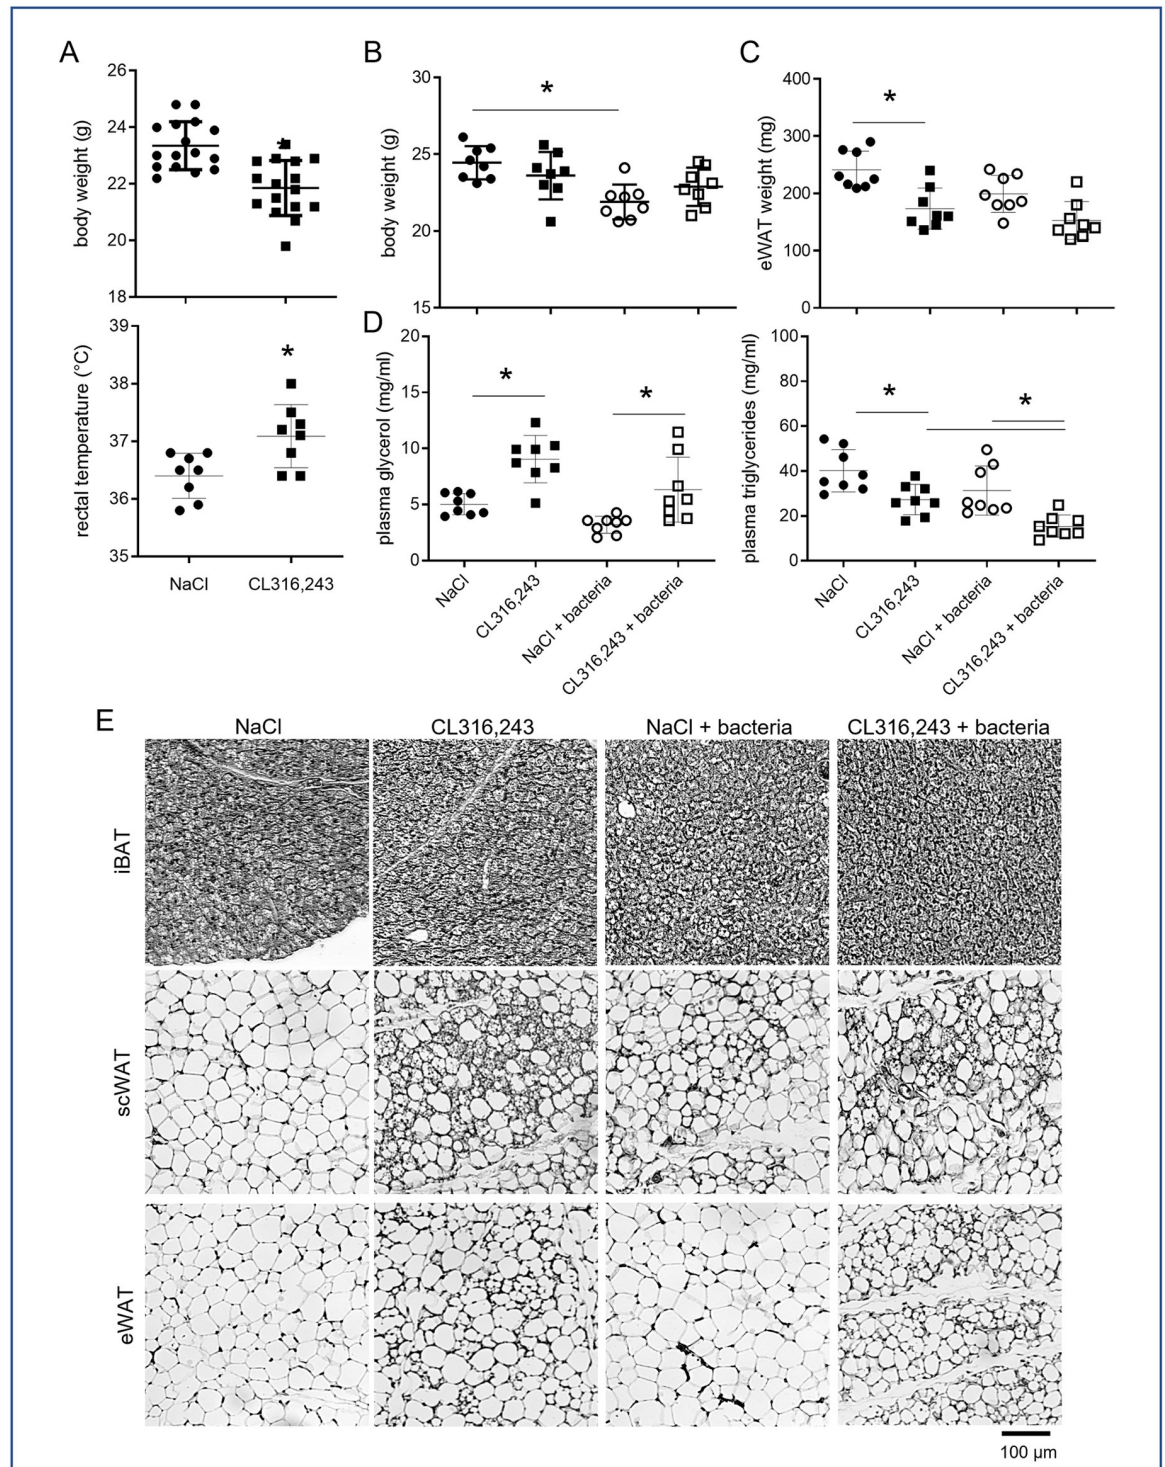 A
B
C
26
24
22
20
18
body weight (g)
*
30
25
20
15
body weight (g)
*
400
300
200
100
0
eWAT weight (mg)
*
39
38
37
36
35
rectal temperature (°C)
*
NaCl
CL316,243
D
20
15
10
5
0
plasma glycerol (mg/ml)
*
*
NaCl
CL316,243
NaCl + bacteria
CL316,243 + bacteria
100
80
60
40
20
0
plasma triglycerides (mg/ml)
*
*
NaCl
CL316,243
NaCl + bacteria
CL316,243 + bacteria
E
NaCl
CL316,243
NaCl + bacteria
CL316,243 + bacteria
iBAT
scWAT
eWAT
100 µm